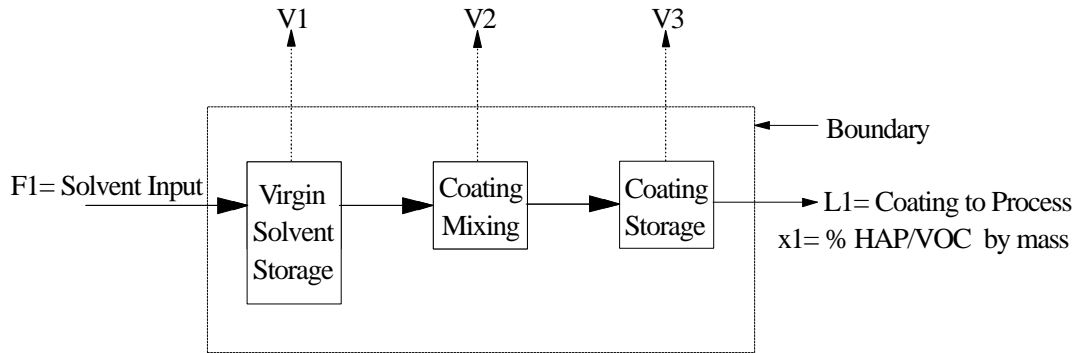 V1
V2
V3
Boundary
F1= Solvent Input
Virgin
Solvent
Storage
Coating
Mixing
Coating
Storage
L1= Coating to Process
x1= % HAP/VOC by mass